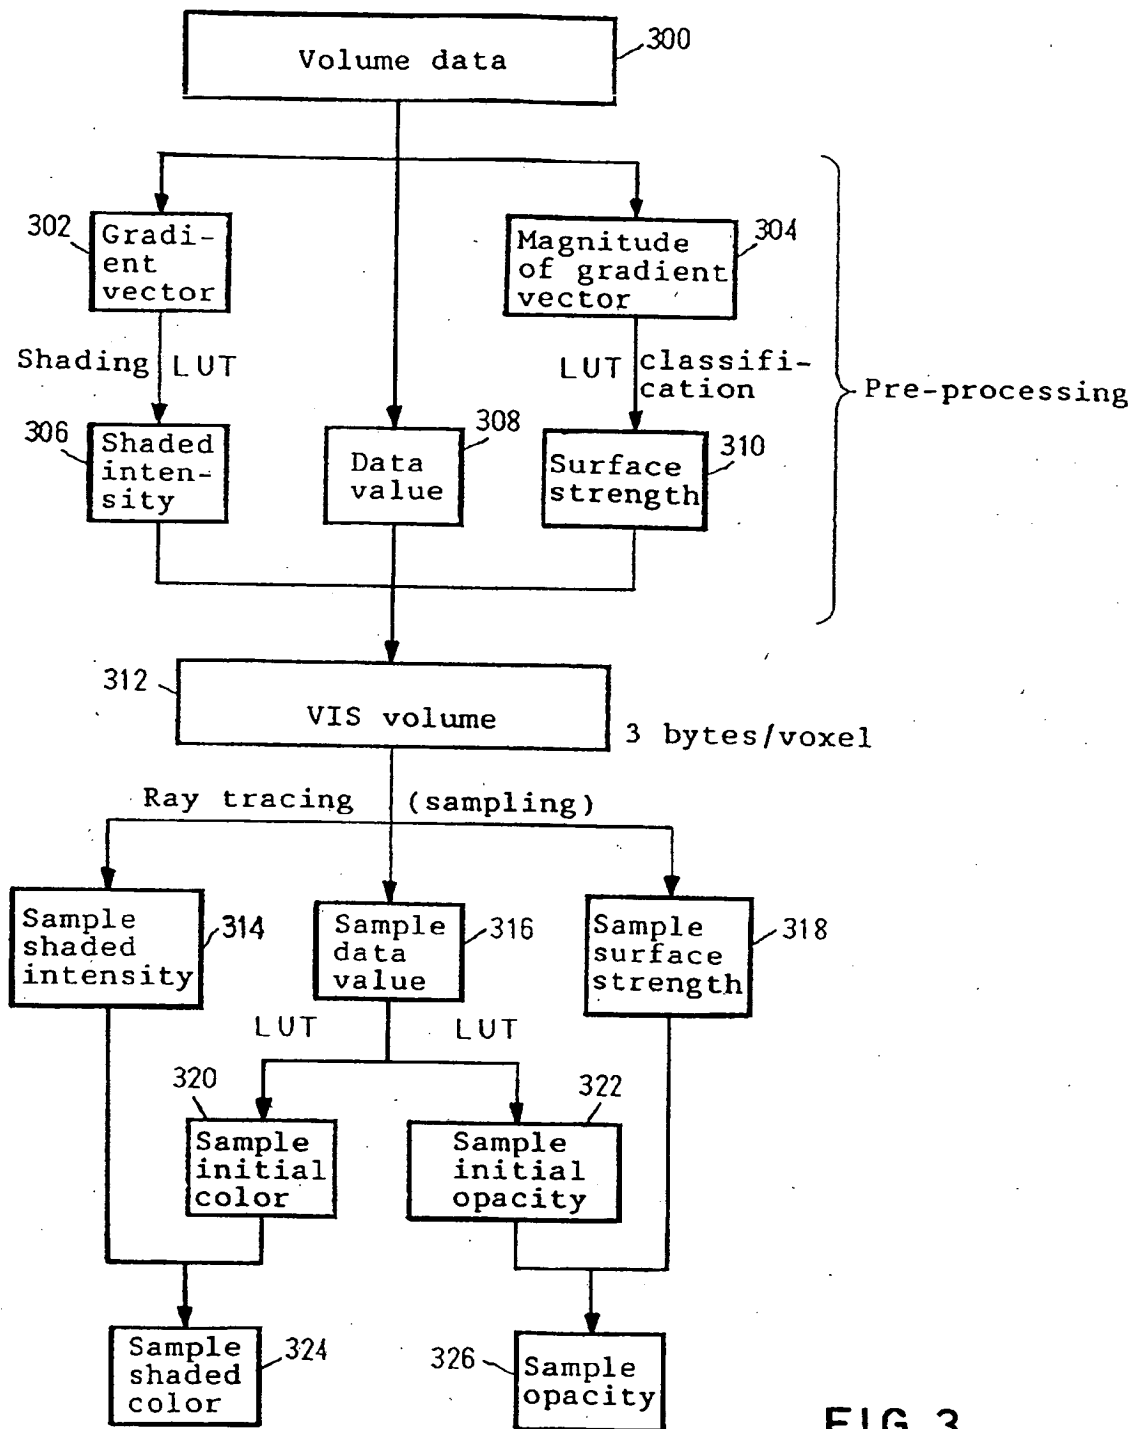 Volume data
300
302
Gradi-
ent
vector
304
Magnitude
of gradient
vector
Shading LUT
LUT classifi-
cation
Pre-processing
306
Shaded
inten-
sity
308
Data
value
310
Surface
strength
312
VIS volume
3 bytes/voxel
Ray tracing (sampling)
Sample
shaded
intensity
314
Sample
data
value
316
Sample
surface
strength
318
LUT LUT
320
322
Sample
initial
color
Sample
initial
opacity
Sample
shaded
color
324
326
Sample
opacity
FIG. 3